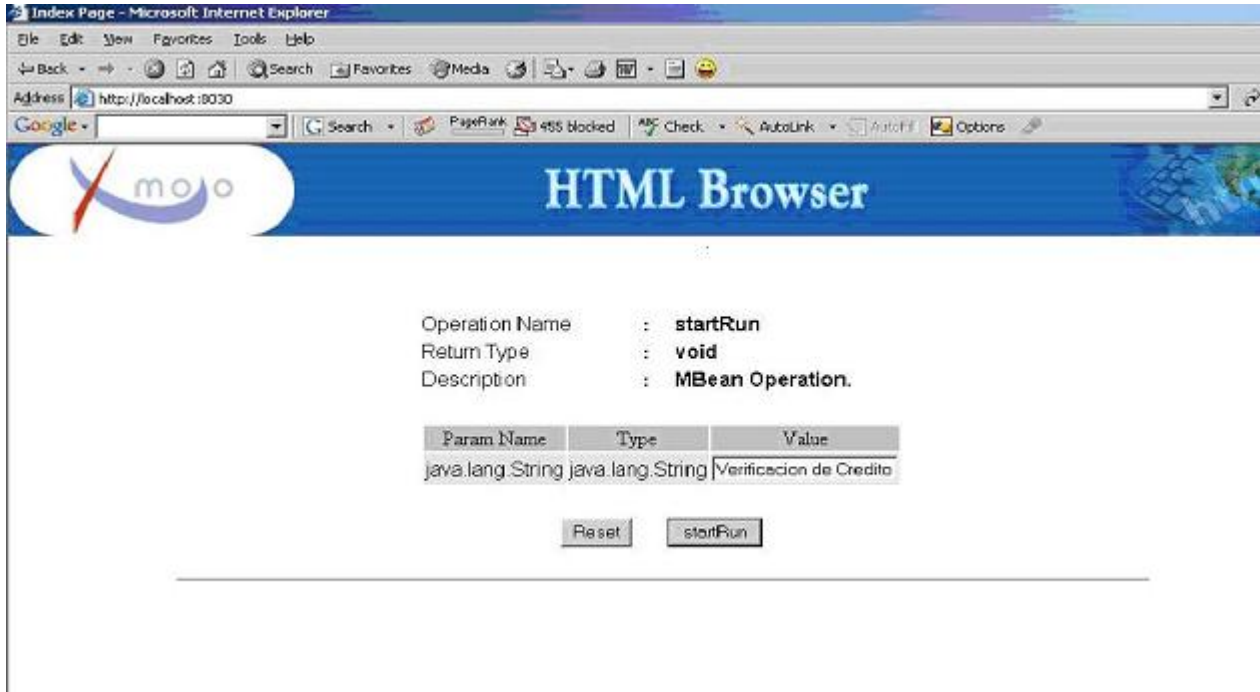 Index Page - Microsoft Internet Explorer
File Edit View Favorites Tools Help
Back Search Favorites Media
Address http://localhost:8030
Google Search PageRank 455 blocked ABC Check AutoLink AutoFill Options
X mojo HTML Browser
Operation Name : startRun
Return Type : void
Description : MBean Operation.
Param Name Type Value
java.lang.String java.lang.String Verificacion de Credito
Reset startRun